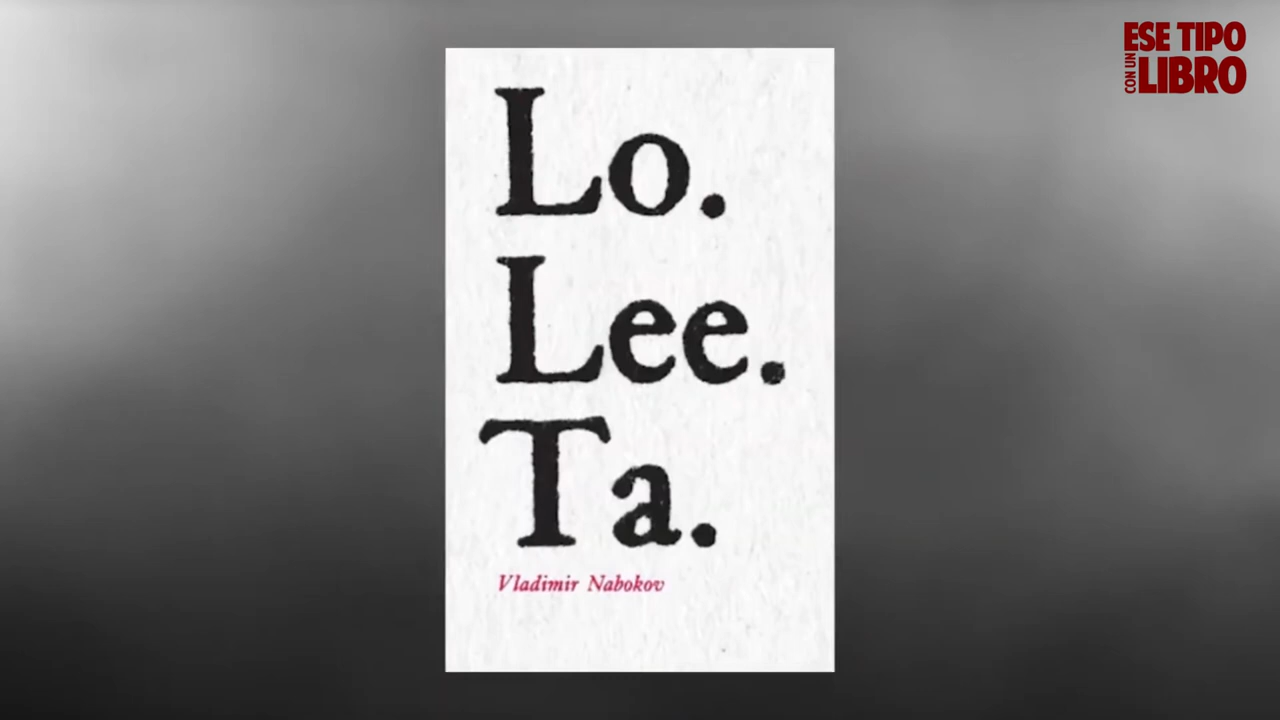 Lo.
Lee.
Ta.
Vladimir Nabokov
ESE TIPO
CON UN
LIBRO